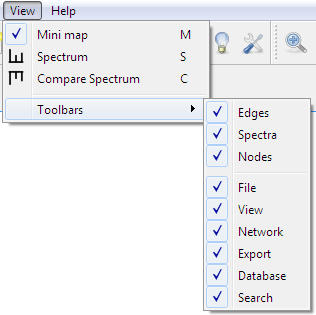 View Help
Mini map M
Spectrum S
Compare Spectrum C
Toolbars
Edges
Spectra
Nodes
File
View
Network
Export
Database
Search